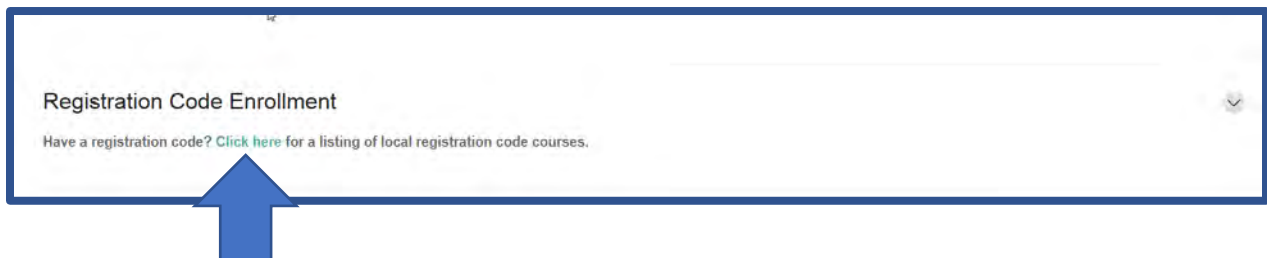 Registration Code Enrollment
Have a registration code? Click here for a listing of local registration code courses.